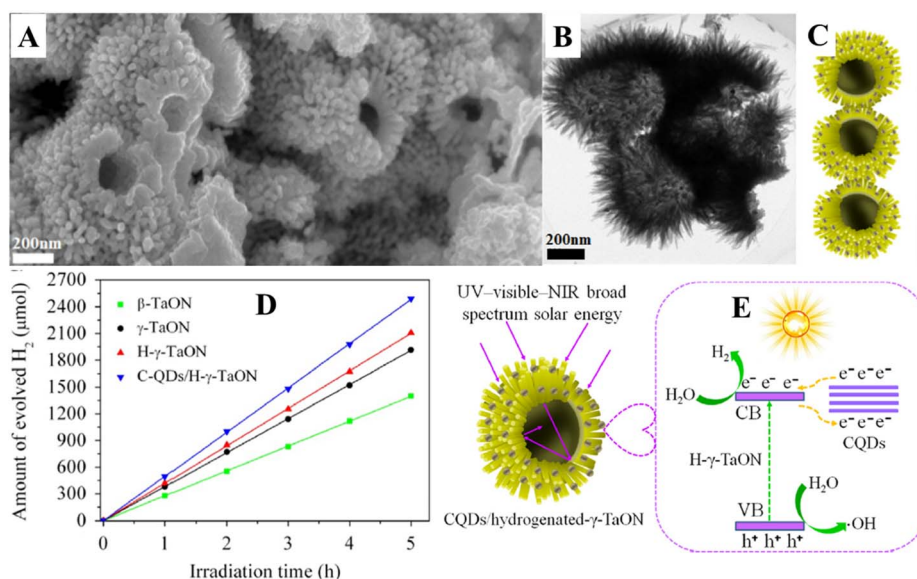 A
200nm
B
200nm
C
D
Amount of evolved H₂ (μmol)
2700
2400
2100
1800
1500
1200
900
600
300
0
β-TaON
γ-TaON
H-γ-TaON
C-QDs/H-γ-TaON
0 1 2 3 4 5
Irradiation time (h)
UV–visible–NIR broad
spectrum solar energy
CQDs/hydrogenated-γ-TaON
E
H₂
H₂O
e⁻ e⁻ e⁻
CB
e⁻e⁻e⁻
e⁻e⁻e⁻
CQDs
H-γ-TaON
H₂O
VB
h⁺ h⁺ h⁺
·OH